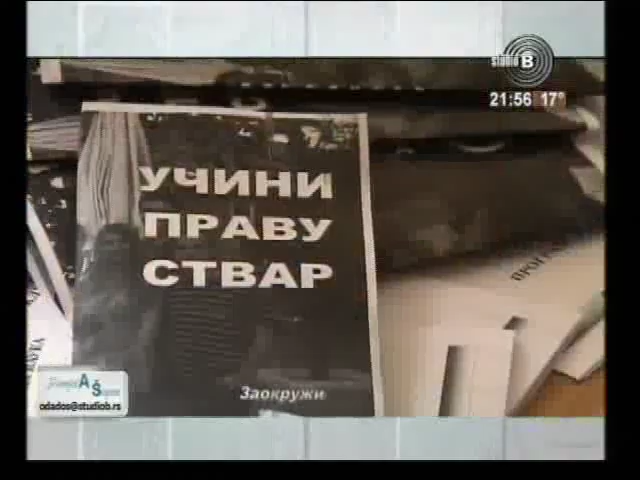 studio B
21:56 17°
УЧИНИ
ПРАВУ
СТВАР
Заокружи
А Š
odados@studiob.rs